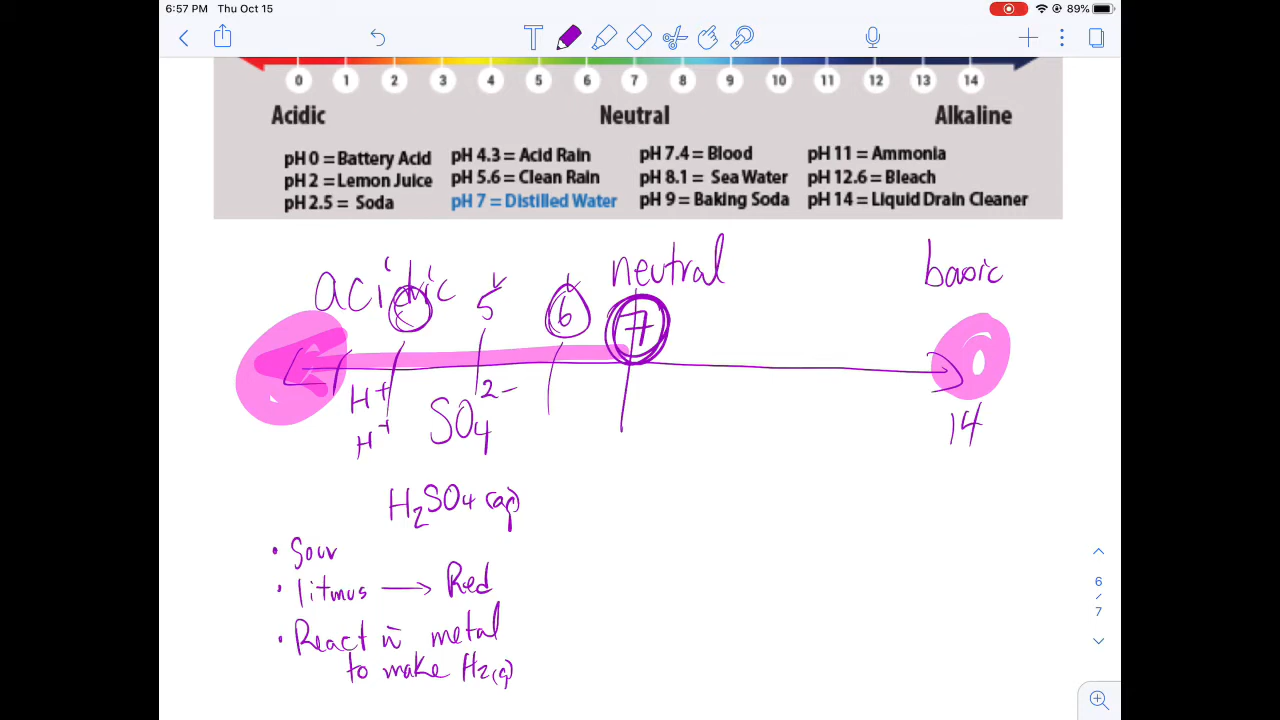 6:57 PM Thu Oct 15 89%
0 1 2 3 4 5 6 7 8 9 10 11 12 13 14
Acidic Neutral Alkaline
pH 0 = Battery Acid pH 4.3 = Acid Rain pH 7.4 = Blood pH 11 = Ammonia
pH 2 = Lemon Juice pH 5.6 = Clean Rain pH 8.1 = Sea Water pH 12.6 = Bleach
pH 2.5 = Soda pH 7 = Distilled Water pH 9 = Baking Soda pH 14 = Liquid Drain Cleaner
acidic neutral basic
5 6 7
H+ SO4 2-
H+
14
H2SO4 (aq)
• Sour
• litmus → Red
• React w̄ metal
to make H2(g)
6
/
7